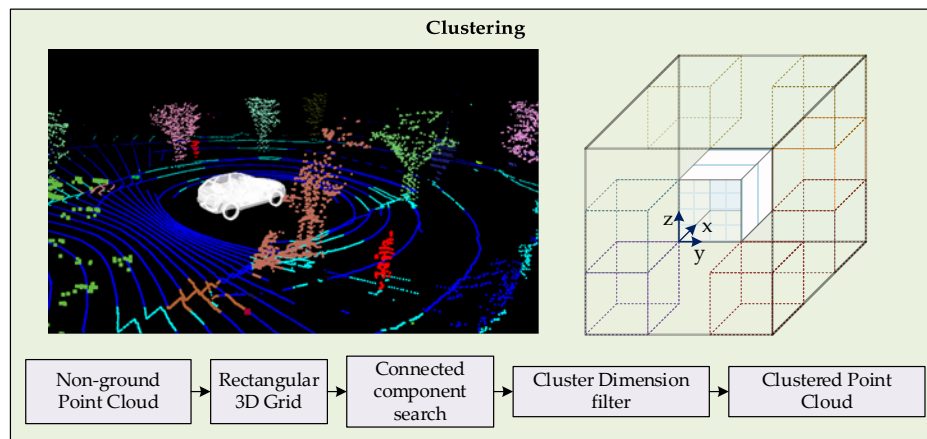 Clustering
z
x
y
Non-ground
Point Cloud
Rectangular
3D Grid
Connected
component
search
Cluster Dimension
filter
Clustered Point
Cloud